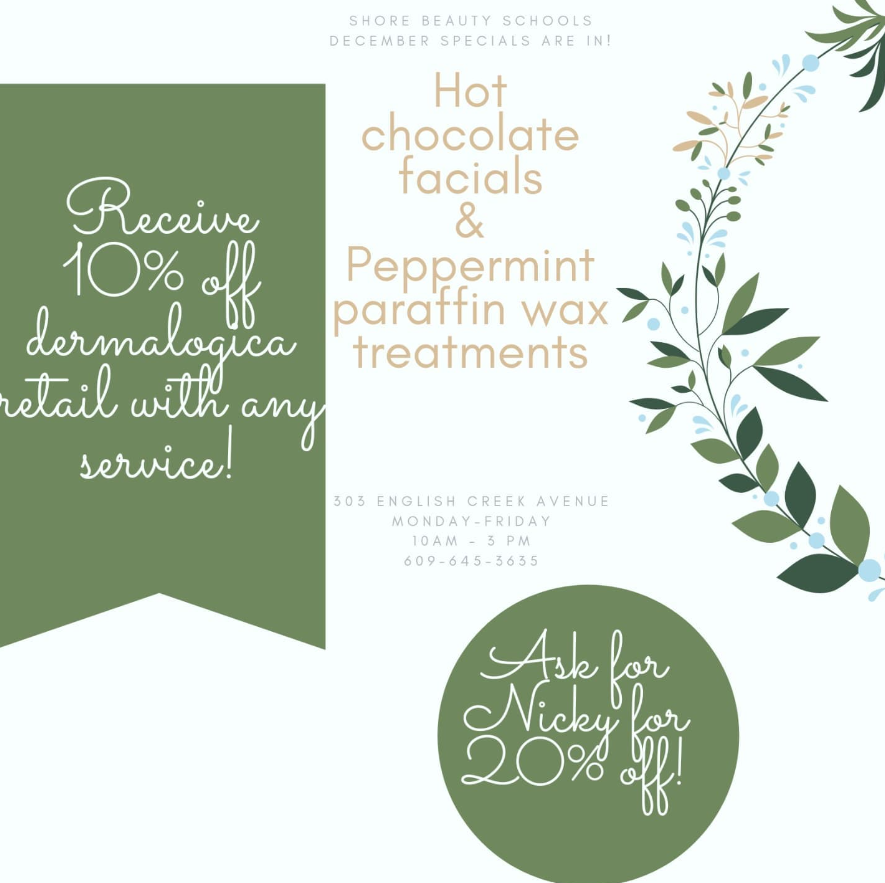 SHORE BEAUTY SCHOOLS
DECEMBER SPECIALS ARE IN!
Hot
chocolate
facials
&
Peppermint
paraffin wax
treatments
Receive
10% off
dermalogica
retail with any
service!
303 ENGLISH CREEK AVENUE
MONDAY-FRIDAY
10AM - 3 PM
609-645-3635
Ask for
Nicky for
20% off!